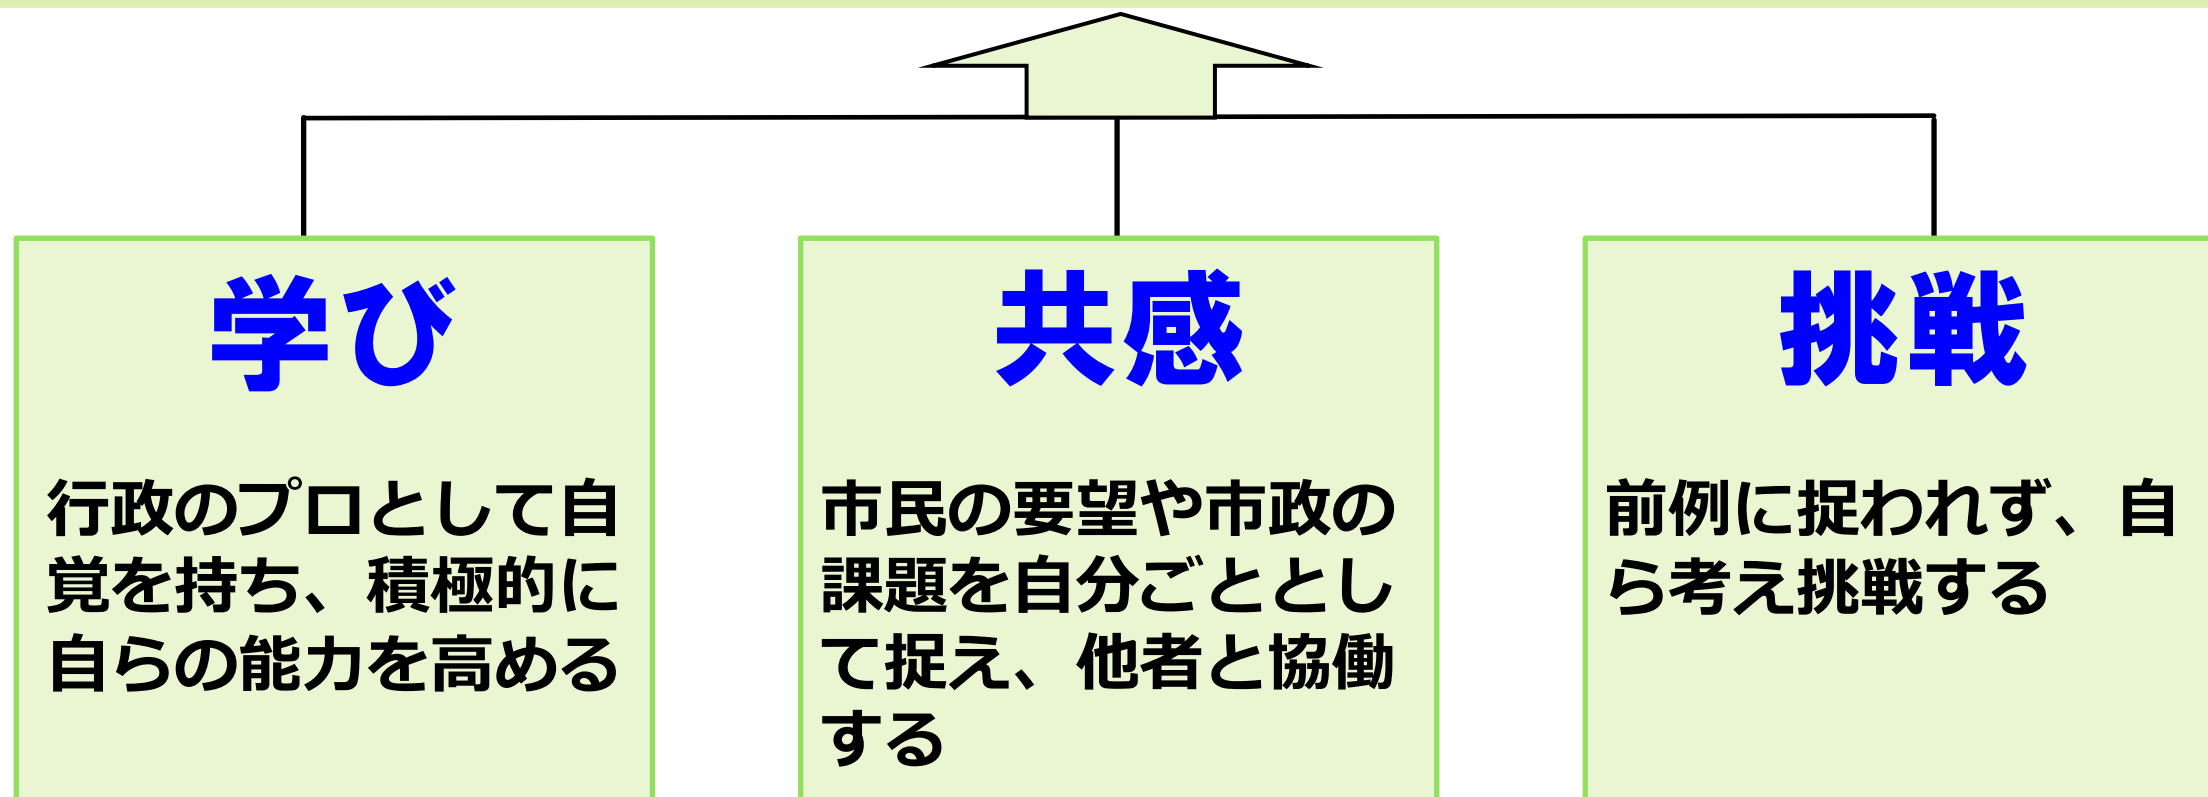 学び
行政のプロとして自
覚を持ち、積極的に
自らの能力を高める
共感
市民の要望や市政の
課題を自分ごととし
て捉え、他者と協働
する
挑戦
前例に捉われず、自
ら考え挑戦する